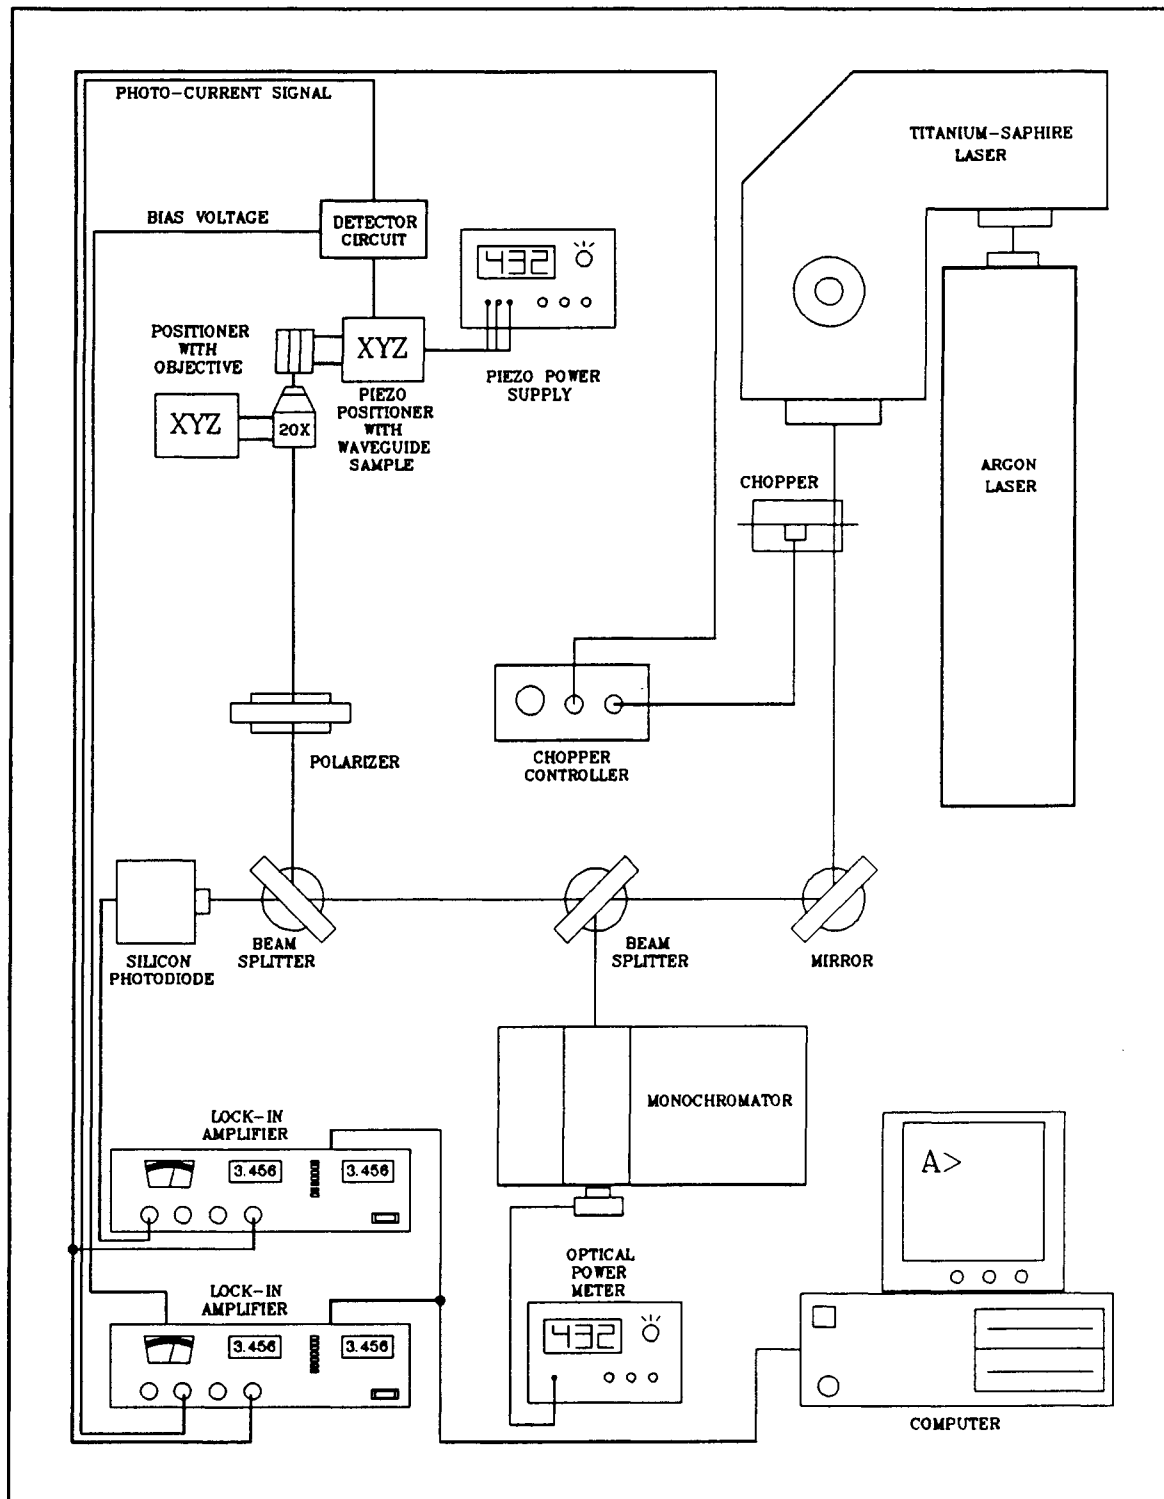 PHOTO-CURRENT SIGNAL
TITANIUM-SAPHIRE
LASER
BIAS VOLTAGE
DETECTOR
CIRCUIT
432
POSITIONER
WITH
OBJECTIVE
XYZ
PIEZO POWER
SUPPLY
PIEZO
POSITIONER
WITH
WAVEGUIDE
SAMPLE
XYZ
20X
ARGON
LASER
CHOPPER
POLARIZER
CHOPPER
CONTROLLER
SILICON
PHOTODIODE
BEAM
SPLITTER
BEAM
SPLITTER
MIRROR
MONOCHROMATOR
LOCK-IN
AMPLIFIER
3.456
3.456
A>
OPTICAL
POWER
METER
LOCK-IN
AMPLIFIER
3.456
3.456
432
COMPUTER